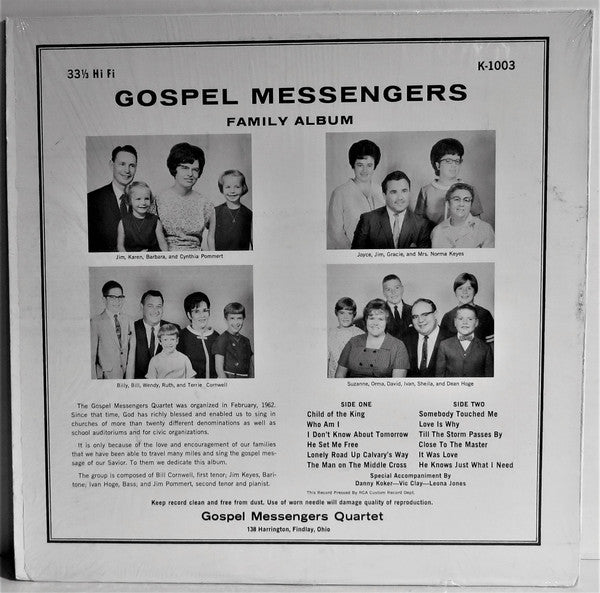 33⅓ Hi Fi
K-1003
GOSPEL MESSENGERS
FAMILY ALBUM
Jim, Karen, Barbara, and Cynthia Pommert
Joyce, Jim, Gracie, and Mrs. Norma Keyes
Billy, Bill, Wendy, Ruth, and Torrie Cornwell
Suzanne, Orma, David, Ivan, Sheila, and Dean Hoge
The Gospel Messengers Quartet was organized in February, 1962.
Since that time, God has richly blessed and enabled us to sing in
churches of more than twenty different denominations as well as
school auditoriums and for civic organizations.
It is only because of the love and encouragement of our families
that we have been able to travel many miles and sing the gospel mes-
sage of our Savior. To them we dedicate this album.
The group is composed of Bill Cornwell, first tenor; Jim Keyes, Bari-
tone; Ivan Hoge, Bass; and Jim Pommert, second tenor and pianist.
SIDE ONE
Child of the King
Who Am I
I Don't Know About Tomorrow
He Set Me Free
Lonely Road Up Calvary's Way
The Man on The Middle Cross
SIDE TWO
Somebody Touched Me
Love Is Why
Till The Storm Passes By
Close To The Master
It Was Love
He Knows Just What I Need
Special Accompaniment By
Danny Koker—Vic Clay—Leona Jones
This Record Pressed By RCA Custom Record Dept.
Keep record clean and free from dust. Use of worn needle will damage quality of reproduction.
Gospel Messengers Quartet
138 Harrington, Findlay, Ohio